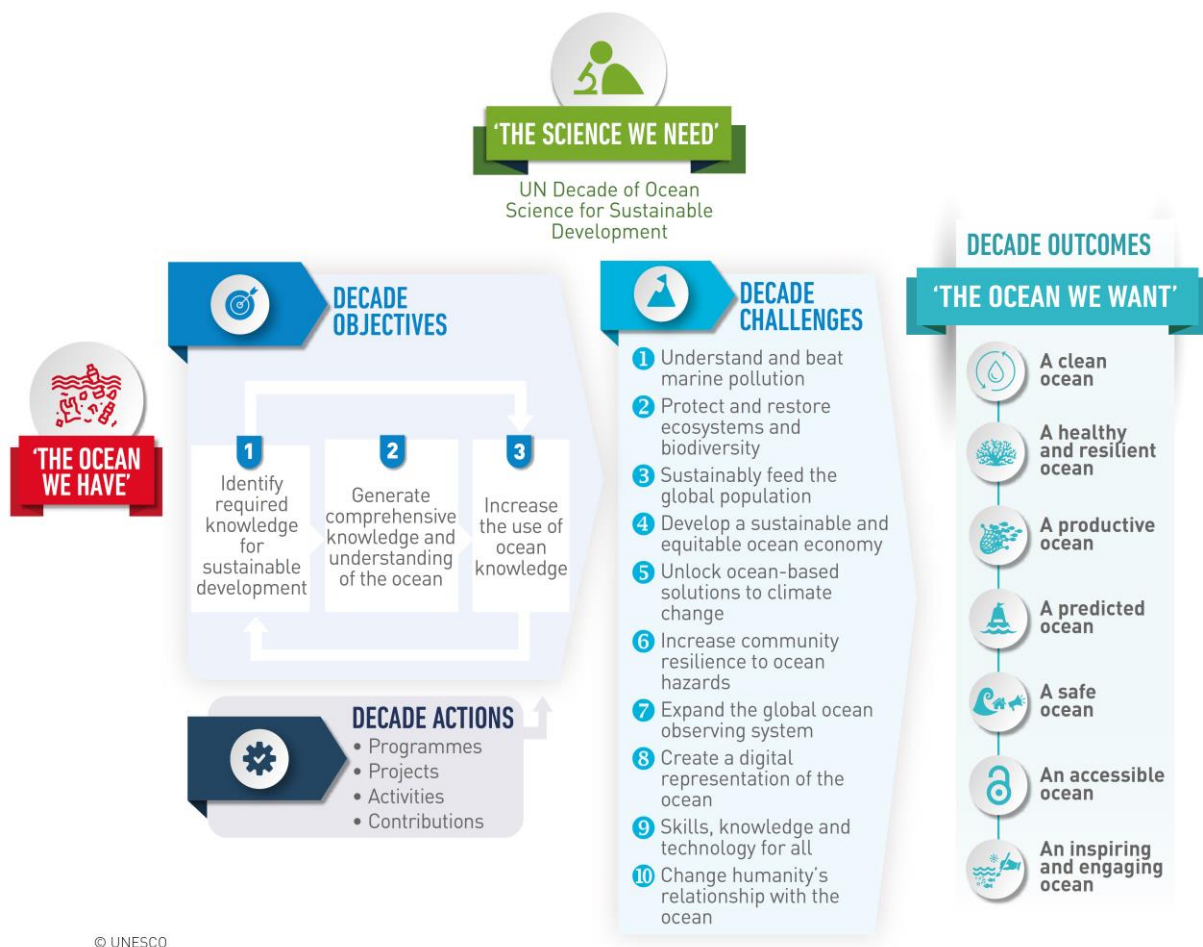 'THE SCIENCE WE NEED'
UN Decade of Ocean
Science for Sustainable
Development
'THE OCEAN
WE HAVE'
DECADE
OBJECTIVES
1
Identify
required
knowledge
for
sustainable
development
2
Generate
comprehensive
knowledge and
understanding
of the ocean
3
Increase
the use of
ocean
knowledge
DECADE ACTIONS
• Programmes
• Projects
• Activities
• Contributions
DECADE
CHALLENGES
1 Understand and beat
marine pollution
2 Protect and restore
ecosystems and
biodiversity
3 Sustainably feed the
global population
4 Develop a sustainable and
equitable ocean economy
5 Unlock ocean-based
solutions to climate
change
6 Increase community
resilience to ocean
hazards
7 Expand the global ocean
observing system
8 Create a digital
representation of the
ocean
9 Skills, knowledge and
technology for all
10 Change humanity's
relationship with the
ocean
DECADE OUTCOMES
'THE OCEAN WE WANT'
A clean
ocean
A healthy
and resilient
ocean
A productive
ocean
A predicted
ocean
A safe
ocean
An accessible
ocean
An inspiring
and engaging
ocean
© UNESCO